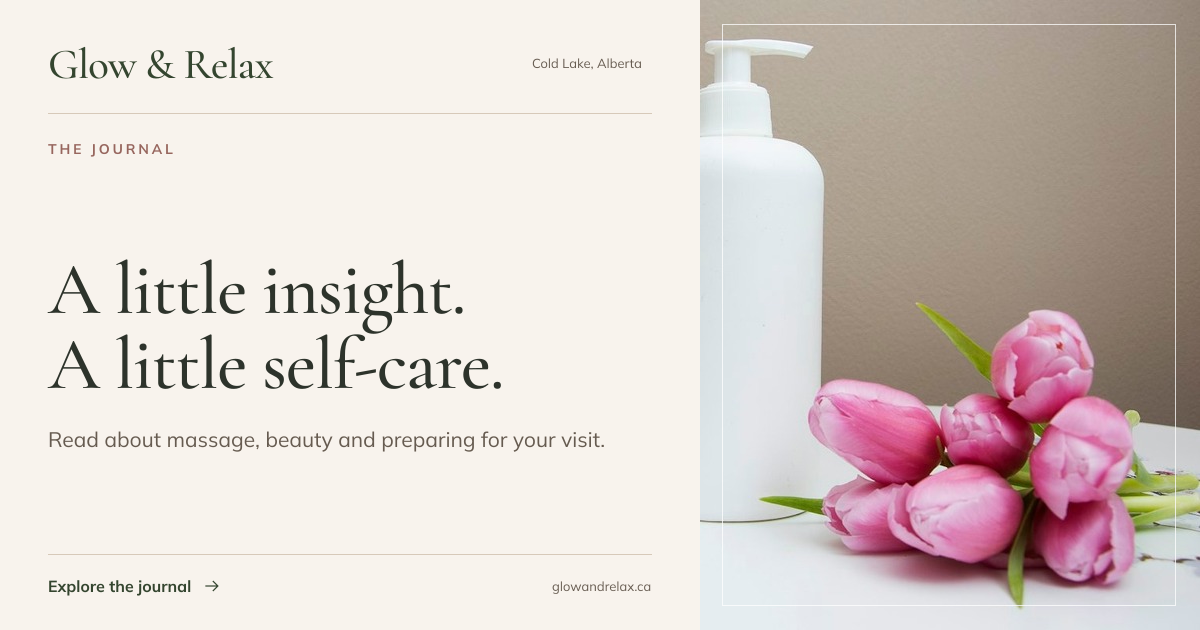 Glow & Relax
Cold Lake, Alberta
THE JOURNAL
A little insight.
A little self-care.
Read about massage, beauty and preparing for your visit.
Explore the journal →
glowandrelax.ca